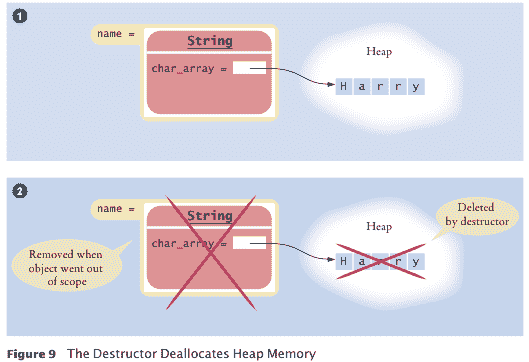 1
name =
String
char_array =
Heap
H a r r y
2
name =
String
char_array =
Removed when
object went out
of scope
Heap
H a r r y
Deleted
by destructor
Figure 9 The Destructor Deallocates Heap Memory